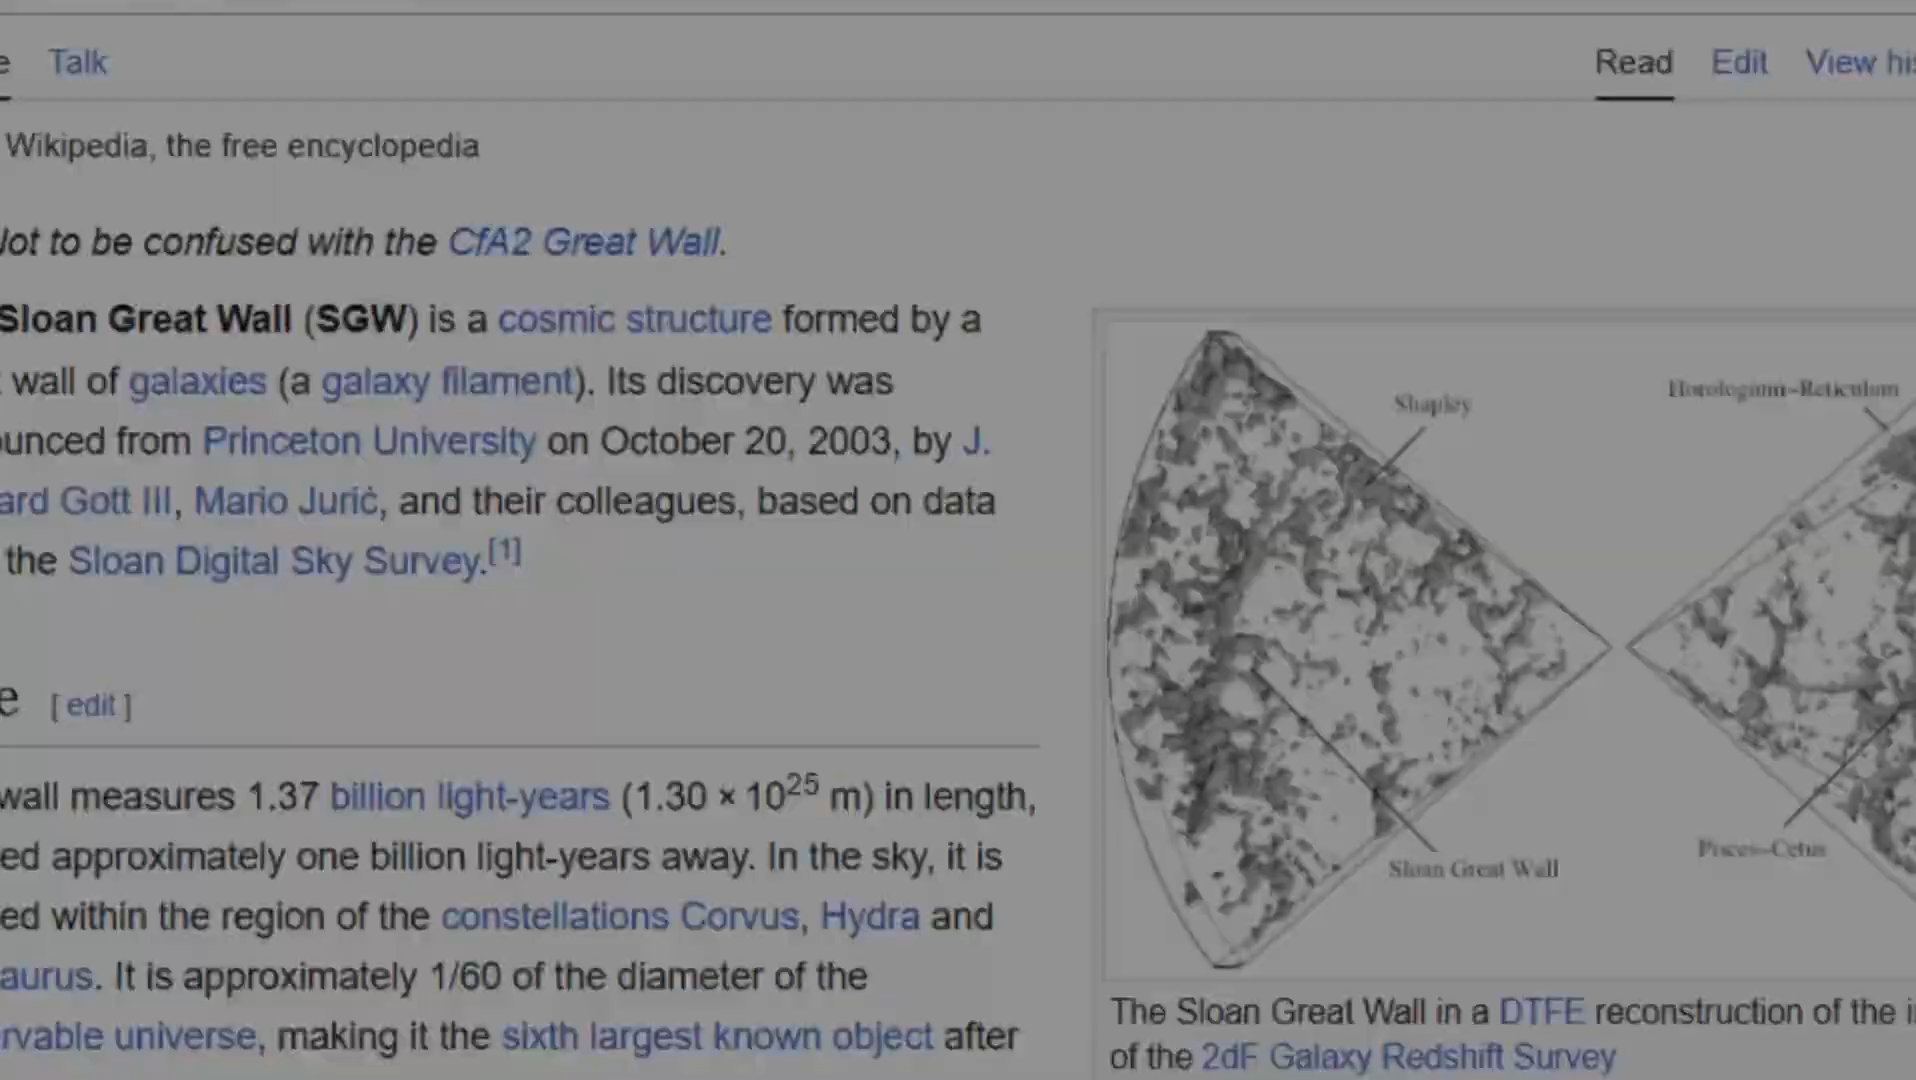 Talk
Read Edit View his
Wikipedia, the free encyclopedia
Not to be confused with the CfA2 Great Wall.
Sloan Great Wall (SGW) is a cosmic structure formed by a
wall of galaxies (a galaxy filament). Its discovery was
ounced from Princeton University on October 20, 2003, by J.
ard Gott III, Mario Jurić, and their colleagues, based on data
the Sloan Digital Sky Survey.[1]
e [ edit ]
wall measures 1.37 billion light-years (1.30 × 10²⁵ m) in length,
ed approximately one billion light-years away. In the sky, it is
ed within the region of the constellations Corvus, Hydra and
aurus. It is approximately 1/60 of the diameter of the
rvable universe, making it the sixth largest known object after
Shapley
Horologium-Reticulum
Sloan Great Wall
Pisces-Cetus
The Sloan Great Wall in a DTFE reconstruction of the i
of the 2dF Galaxy Redshift Survey